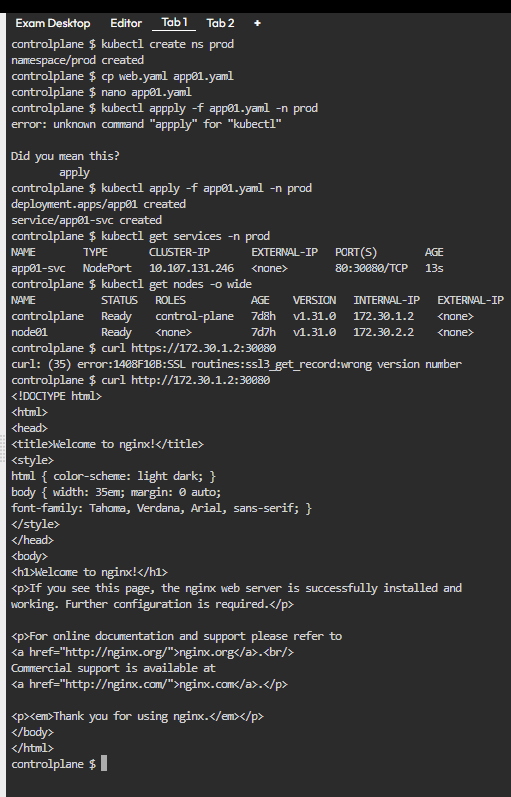 Exam Desktop Editor Tab 1 Tab 2 +
controlplane $ kubectl create ns prod
namespace/prod created
controlplane $ cp web.yaml app01.yaml
controlplane $ nano app01.yaml
controlplane $ kubectl appply -f app01.yaml -n prod
error: unknown command "appply" for "kubectl"
Did you mean this?
apply
controlplane $ kubectl apply -f app01.yaml -n prod
deployment.apps/app01 created
service/app01-svc created
controlplane $ kubectl get services -n prod
NAME TYPE CLUSTER-IP EXTERNAL-IP PORT(S) AGE
app01-svc NodePort 10.107.131.246 <none> 80:30080/TCP 13s
controlplane $ kubectl get nodes -o wide
NAME STATUS ROLES AGE VERSION INTERNAL-IP EXTERNAL-IP
controlplane Ready control-plane 7d8h v1.31.0 172.30.1.2 <none>
node01 Ready <none> 7d7h v1.31.0 172.30.2.2 <none>
controlplane $ curl https://172.30.1.2:30080
curl: (35) error:1408F10B:SSL routines:ssl3_get_record:wrong version number
controlplane $ curl http://172.30.1.2:30080
<!DOCTYPE html>
<html>
<head>
<title>Welcome to nginx!</title>
<style>
html { color-scheme: light dark; }
body { width: 35em; margin: 0 auto;
font-family: Tahoma, Verdana, Arial, sans-serif; }
</style>
</head>
<body>
<h1>Welcome to nginx!</h1>
<p>If you see this page, the nginx web server is successfully installed and
working. Further configuration is required.</p>
<p>For online documentation and support please refer to
<a href="http://nginx.org/">nginx.org</a>.<br/>
Commercial support is available at
<a href="http://nginx.com/">nginx.com</a>.</p>
<p><em>Thank you for using nginx.</em></p>
</body>
</html>
controlplane $